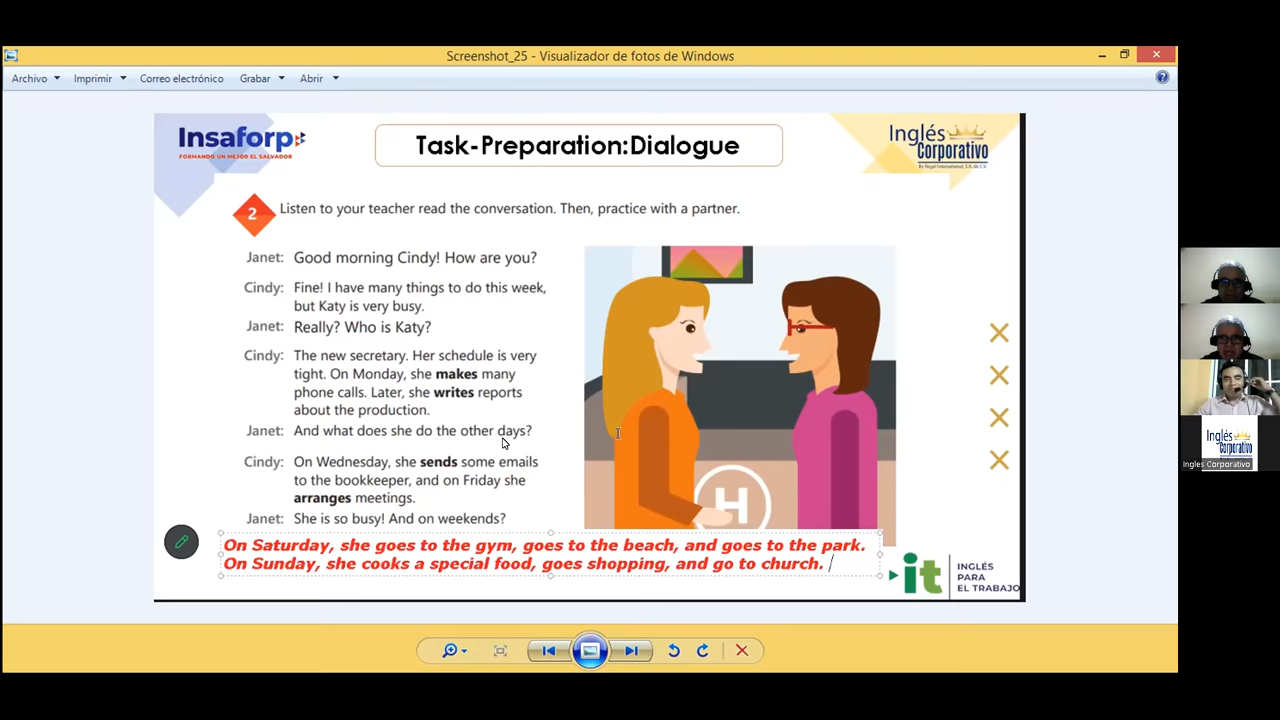 Screenshot_25 - Visualizador de fotos de Windows
Archivo Imprimir Correo electrónico Grabar Abrir
Insaforp
FORMANDO UN MEJOR EL SALVADOR
Task-Preparation:Dialogue
Inglés
Corporativo
2 Listen to your teacher read the conversation. Then, practice with a partner.
Janet: Good morning Cindy! How are you?
Cindy: Fine! I have many things to do this week,
but Katy is very busy.
Janet: Really? Who is Katy?
Cindy: The new secretary. Her schedule is very
tight. On Monday, she makes many
phone calls. Later, she writes reports
about the production.
Janet: And what does she do the other days?
Cindy: On Wednesday, she sends some emails
to the bookkeeper, and on Friday she
arranges meetings.
Janet: She is so busy! And on weekends?
H
On Saturday, she goes to the gym, goes to the beach, and goes to the park.
On Sunday, she cooks a special food, goes shopping, and go to church.
it
INGLÉS
PARA
EL TRABAJO
Inglés
Corporativo
Ingles Corporativo